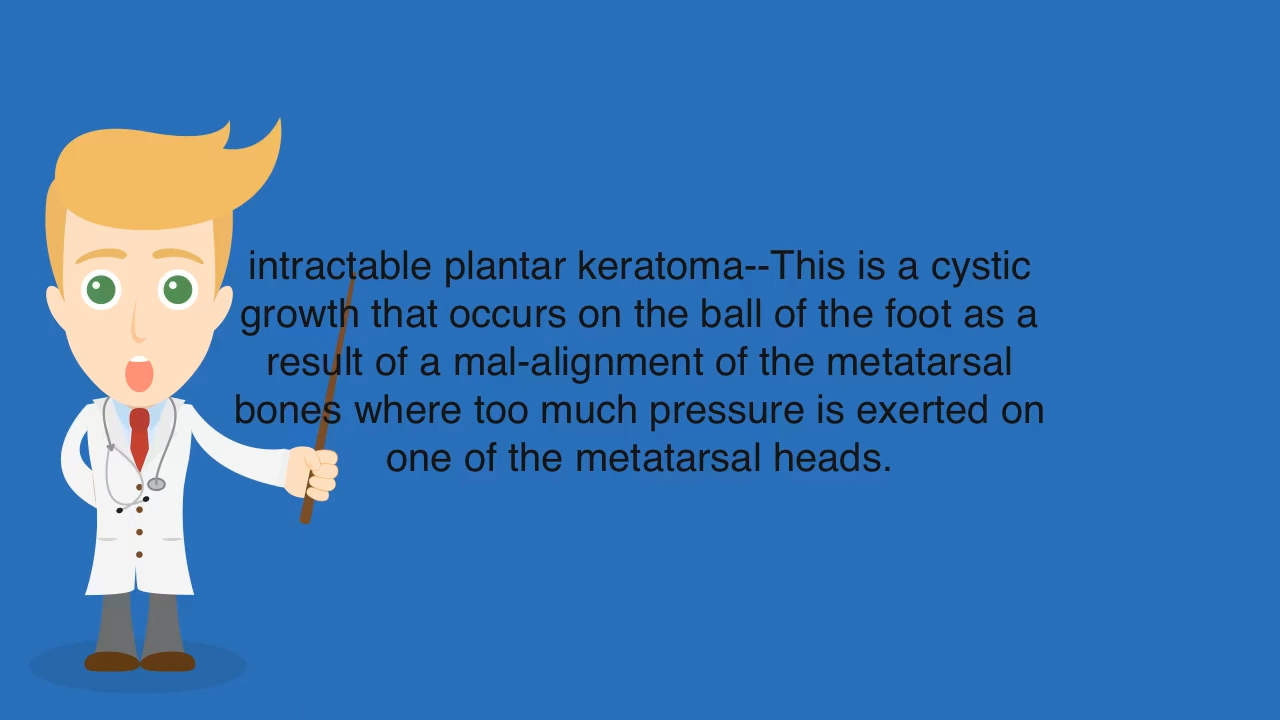 intractable plantar keratoma--This is a cystic
growth that occurs on the ball of the foot as a
result of a mal-alignment of the metatarsal
bones where too much pressure is exerted on
one of the metatarsal heads.